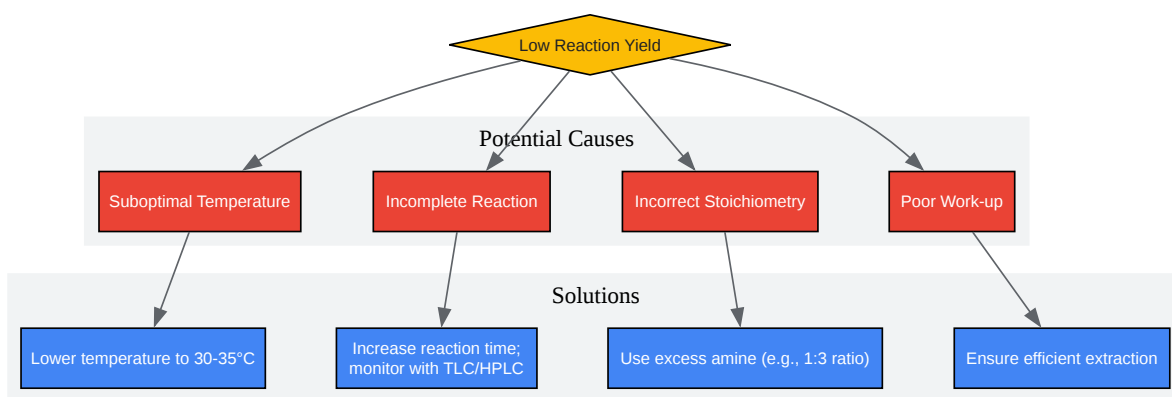 Low Reaction Yield
Potential Causes
Suboptimal Temperature
Incomplete Reaction
Incorrect Stoichiometry
Poor Work-up
Solutions
Lower temperature to 30-35°C
Increase reaction time;
monitor with TLC/HPLC
Use excess amine (e.g., 1:3 ratio)
Ensure efficient extraction